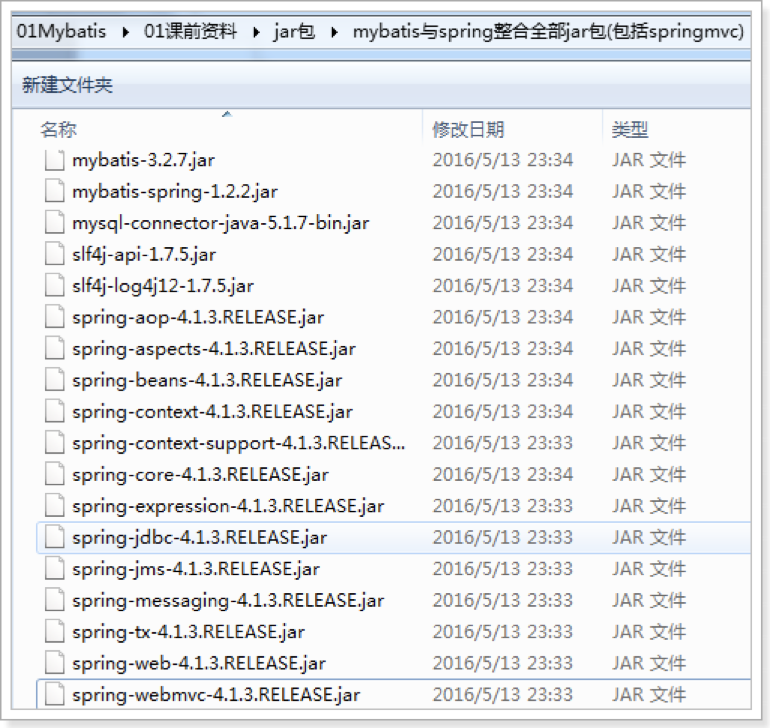 01Mybatis ▸ 01课前资料 ▸ jar包 ▸ mybatis与spring整合全部jar包(包括springmvc)
新建文件夹
名称 修改日期 类型
mybatis-3.2.7.jar 2016/5/13 23:34 JAR 文件
mybatis-spring-1.2.2.jar 2016/5/13 23:34 JAR 文件
mysql-connector-java-5.1.7-bin.jar 2016/5/13 23:34 JAR 文件
slf4j-api-1.7.5.jar 2016/5/13 23:34 JAR 文件
slf4j-log4j12-1.7.5.jar 2016/5/13 23:34 JAR 文件
spring-aop-4.1.3.RELEASE.jar 2016/5/13 23:34 JAR 文件
spring-aspects-4.1.3.RELEASE.jar 2016/5/13 23:34 JAR 文件
spring-beans-4.1.3.RELEASE.jar 2016/5/13 23:34 JAR 文件
spring-context-4.1.3.RELEASE.jar 2016/5/13 23:34 JAR 文件
spring-context-support-4.1.3.RELEAS... 2016/5/13 23:33 JAR 文件
spring-core-4.1.3.RELEASE.jar 2016/5/13 23:34 JAR 文件
spring-expression-4.1.3.RELEASE.jar 2016/5/13 23:33 JAR 文件
spring-jdbc-4.1.3.RELEASE.jar 2016/5/13 23:33 JAR 文件
spring-jms-4.1.3.RELEASE.jar 2016/5/13 23:33 JAR 文件
spring-messaging-4.1.3.RELEASE.jar 2016/5/13 23:33 JAR 文件
spring-tx-4.1.3.RELEASE.jar 2016/5/13 23:33 JAR 文件
spring-web-4.1.3.RELEASE.jar 2016/5/13 23:33 JAR 文件
spring-webmvc-4.1.3.RELEASE.jar 2016/5/13 23:33 JAR 文件